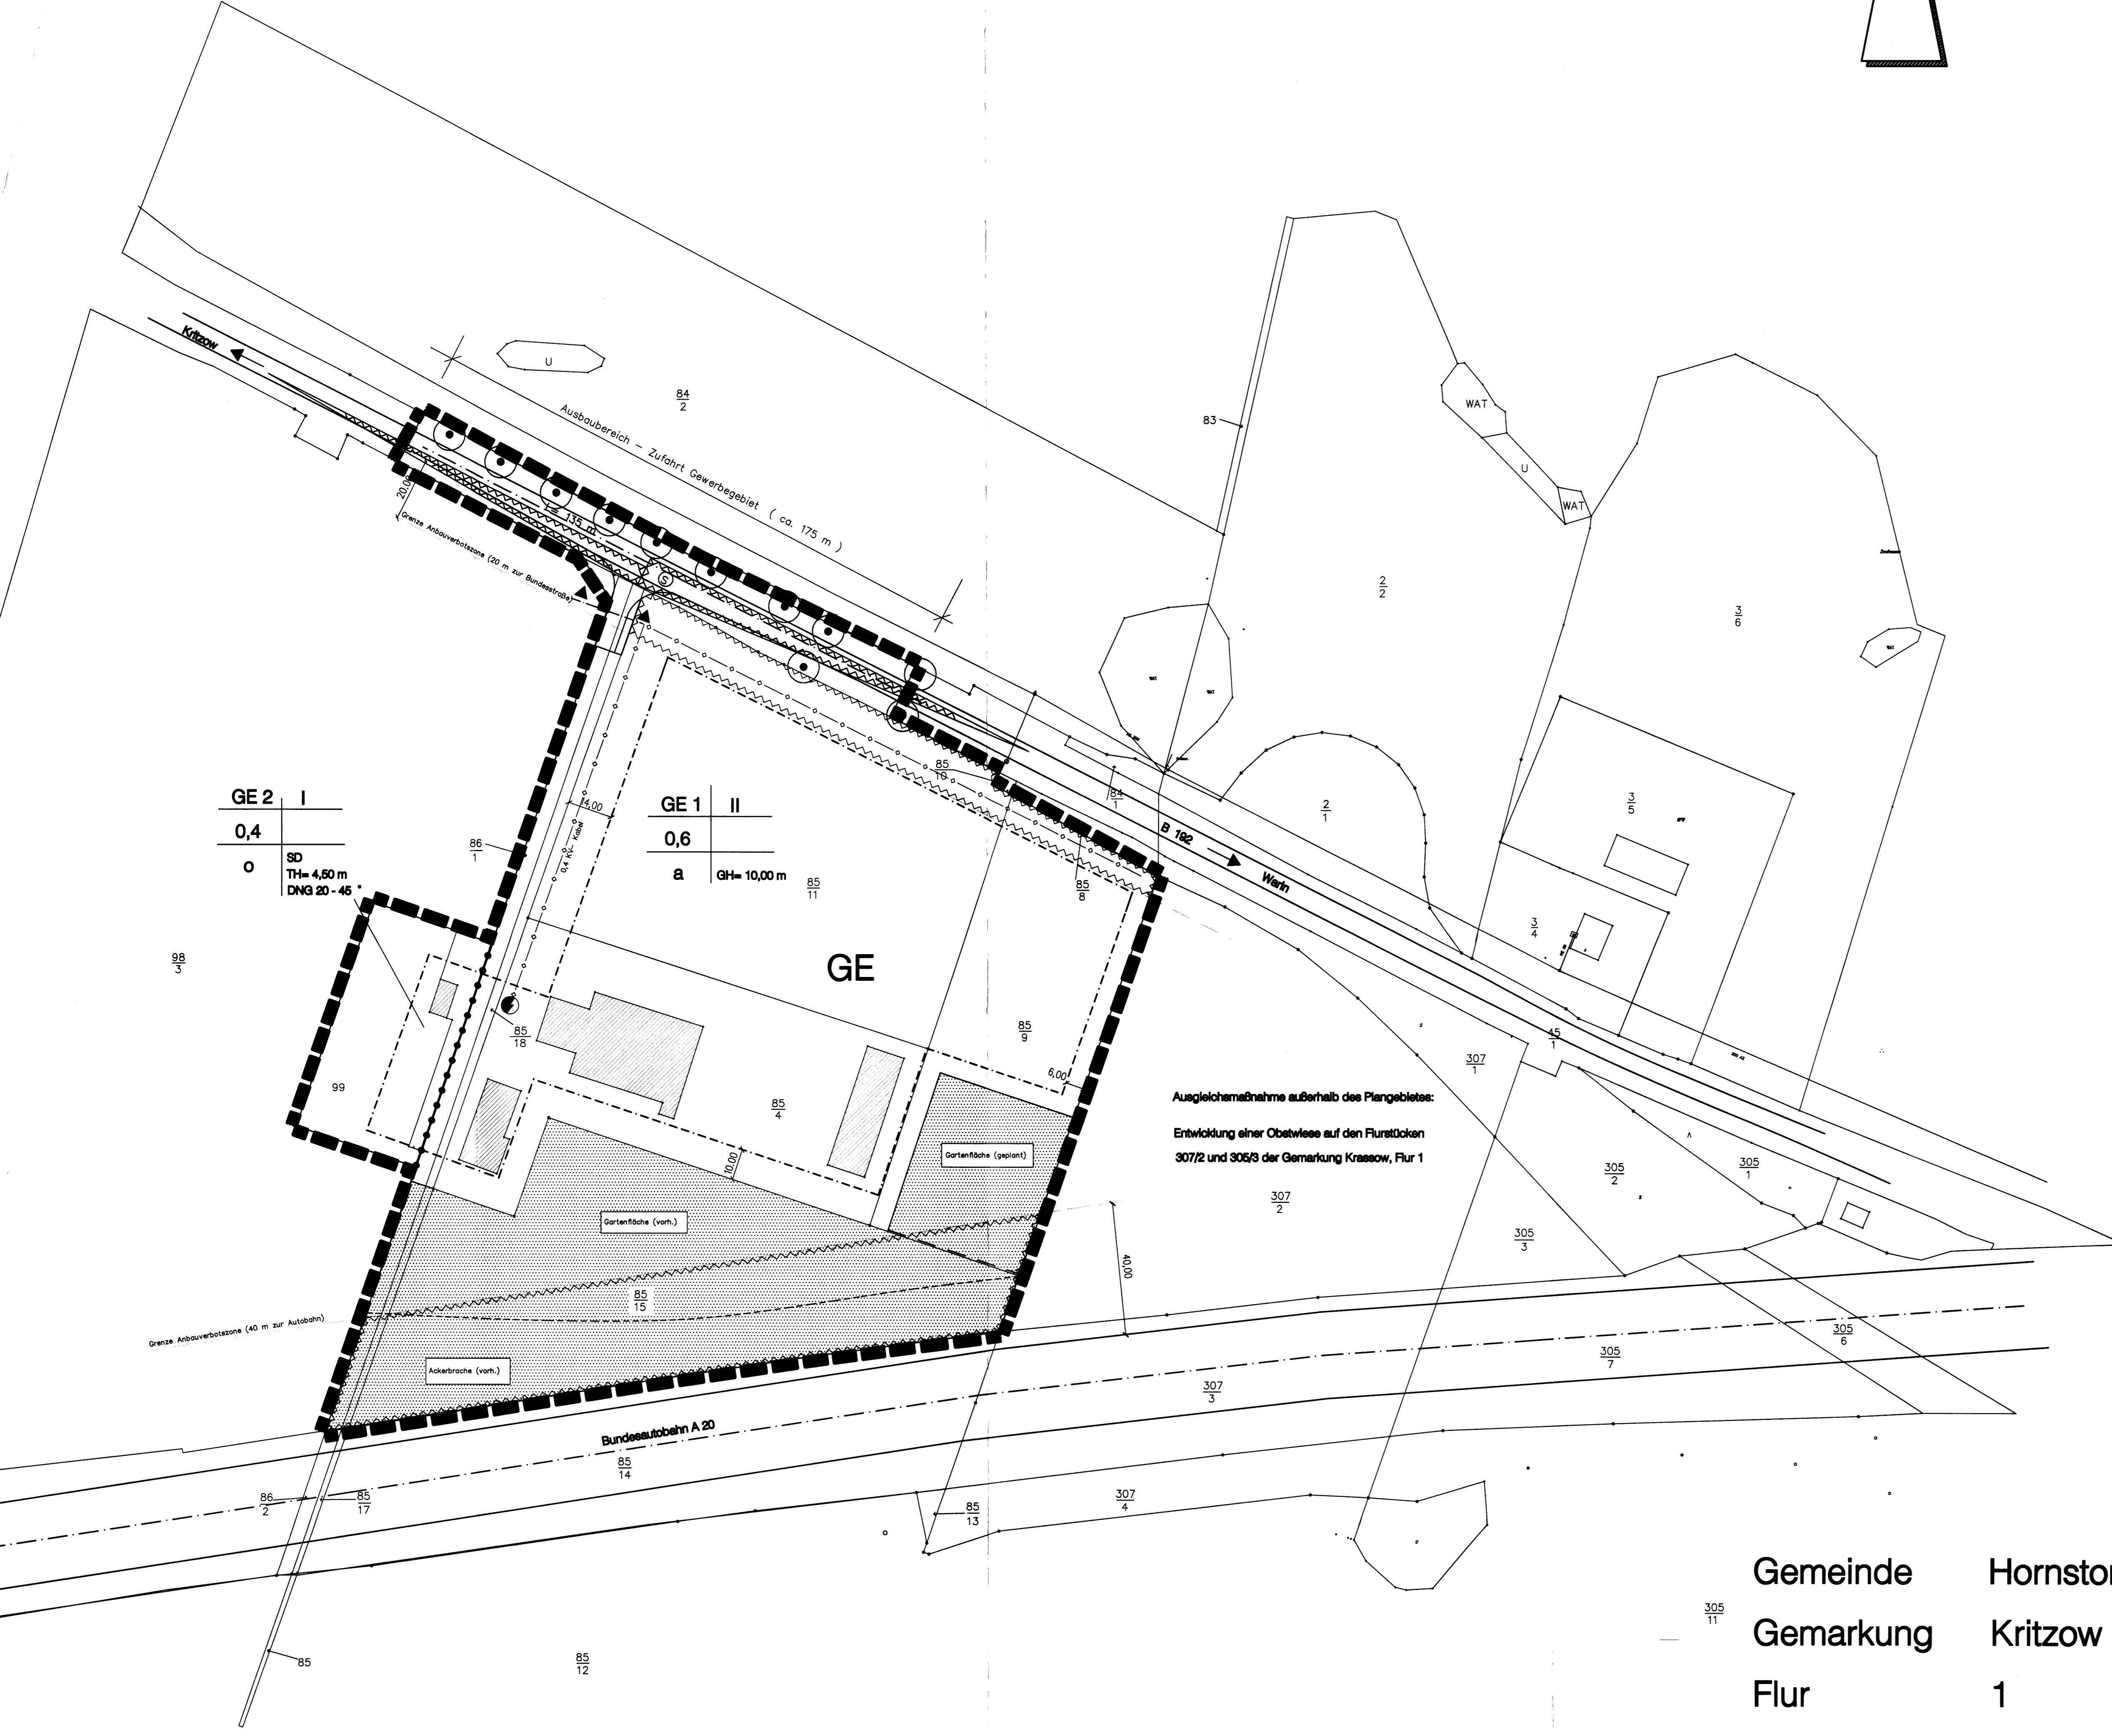 Kritzow
U
84
2
Ausbaubereich - Zufahrt Gewerbegebiet ( ca. 175 m )
83
WAT
U
WAT
L= 135 m
20.00
Grenze Anbauverbotszone (20 m zur Bundesstraße)
S
2
2
3
6
WAT
WAT
WAT
85
10
84
1
2
1
3
5
GE 2 I
0,4
o
SD
TH= 4,50 m
DNG 20 - 45 °
14,00
0,4 KV- Kabel
GE 1 II
0,6
a
GH= 10,00 m
86
1
85
11
85
8
B 192
Warin
3
4
98
3
GE
85
18
85
9
45
1
307
1
99
85
4
6,00
Ausgleichsmaßnahme außerhalb des Plangebietes:
Entwicklung einer Obstwiese auf den Flurstücken
307/2 und 305/3 der Gemarkung Krassow, Flur 1
10,00
Gartenfläche (geplant)
305
2
305
1
307
2
Gartenfläche (vorh.)
305
3
40,00
85
15
Grenze Anbauverbotszone (40 m zur Autobahn)
305
6
305
7
Ackerbrache (vorh.)
307
3
Bundesautobahn A 20
85
14
86
2
85
17
85
13
307
4
Gemeinde Hornstor
305
11
Gemarkung Kritzow
85
85
12
Flur 1